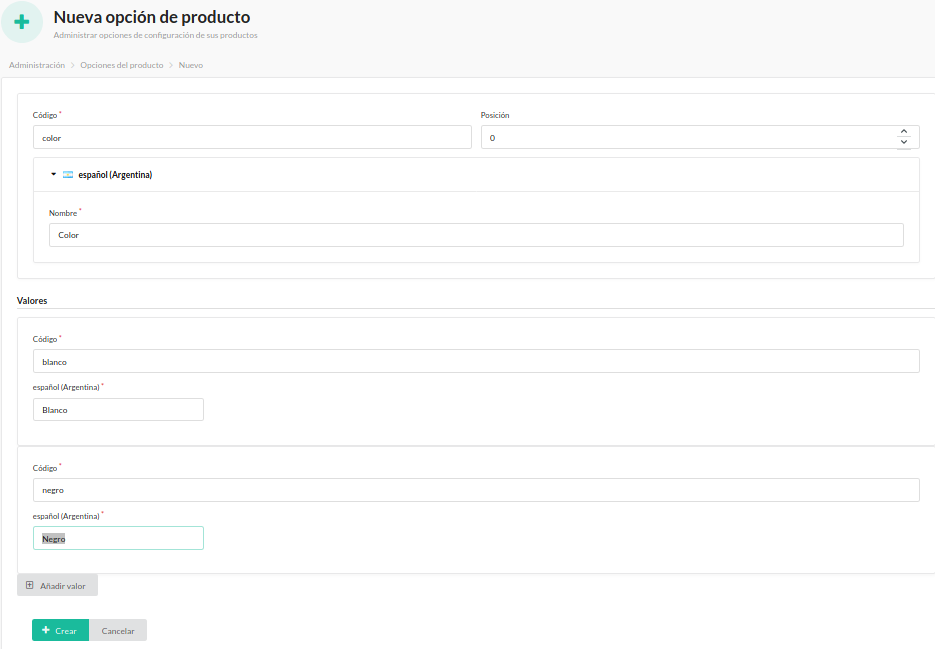 Nueva opción de producto
Administrar opciones de configuración de sus productos
Administración > Opciones del producto > Nuevo
Código * Posición
color 0
español (Argentina)
Nombre *
Color
Valores
Código *
blanco
español (Argentina) *
Blanco
Código *
negro
español (Argentina) *
Negro
Añadir valor
Crear Cancelar